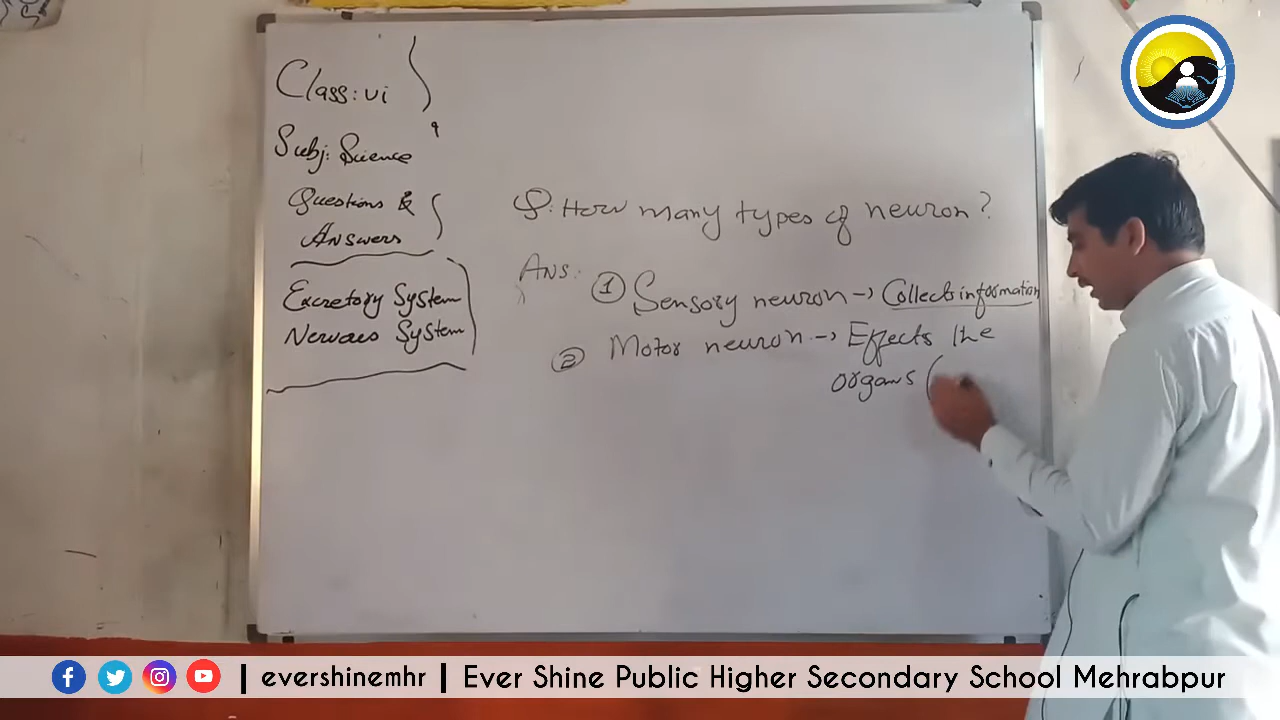 Class: vi
Subj: Science
Questions &
Answers
Excretory System
Nervous System
Q: How many types of neuron?
Ans:
① Sensory neuron → Collects information
② Motor neuron → Effects the
organs (
| evershinemhr | Ever Shine Public Higher Secondary School Mehrabpur